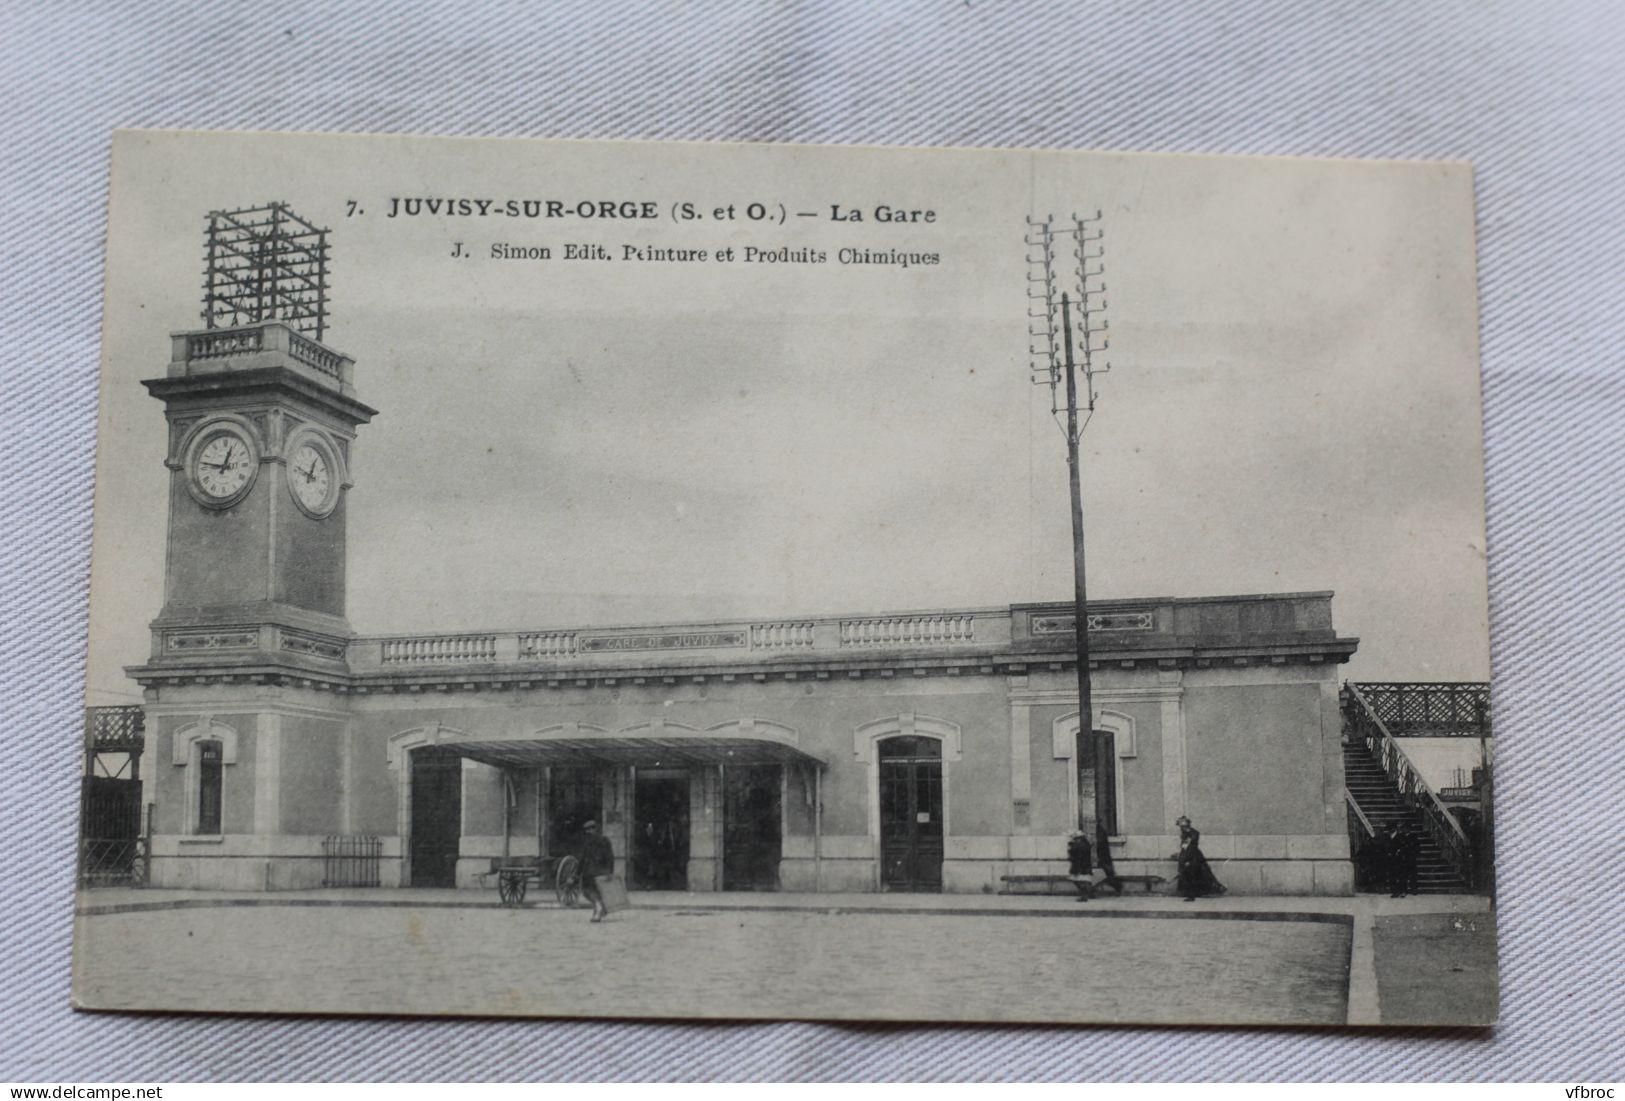 7. JUVISY-SUR-ORGE (S. et O.) — La Gare
J. Simon Edit. Peinture et Produits Chimiques
GARE DE JUVISY
JUVISY
© delcampe.net
vfbroc